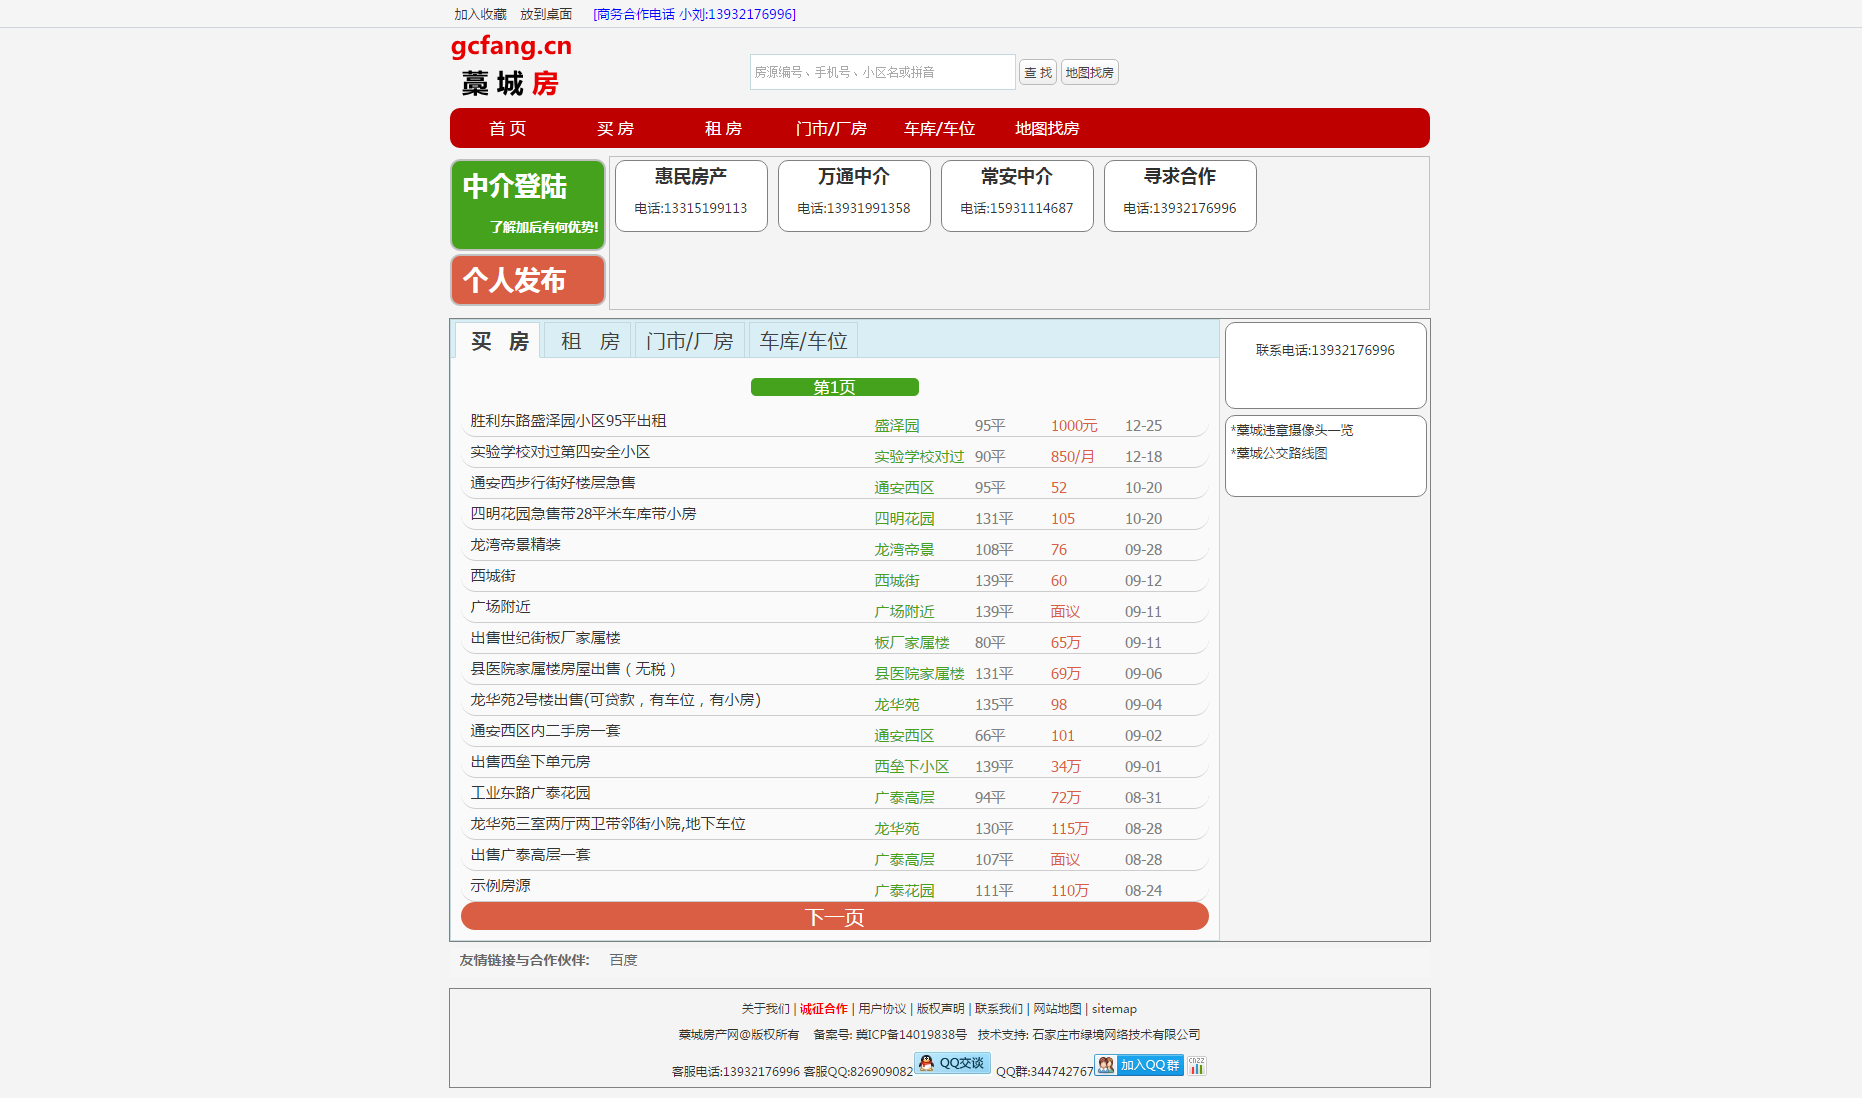 加入收藏 放到桌面 [商务合作电话 小刘:13932176996]
gcfang.cn
藁城房
房源编号、手机号、小区名或拼音 查 找 地图找房
首 页 买 房 租 房 门市/厂房 车库/车位 地图找房
中介登陆
了解加后有何优势!
个人发布
惠民房产 万通中介 常安中介 寻求合作
电话:13315199113 电话:13931991358 电话:15931114687 电话:13932176996
买 房 租 房 门市/厂房 车库/车位
联系电话:13932176996
*藁城违章摄像头一览
*藁城公交路线图
第1页
胜利东路盛泽园小区95平出租 盛泽园 95平 1000元 12-25
实验学校对过第四安全小区 实验学校对过 90平 850/月 12-18
通安西步行街好楼层急售 通安西区 95平 52 10-20
四明花园急售带28平米车库带小房 四明花园 131平 105 10-20
龙湾帝景精装 龙湾帝景 108平 76 09-28
西城街 西城街 139平 60 09-12
广场附近 广场附近 139平 面议 09-11
出售世纪街板厂家属楼 板厂家属楼 80平 65万 09-11
县医院家属楼房屋出售（无税） 县医院家属楼 131平 69万 09-06
龙华苑2号楼出售(可贷款，有车位，有小房) 龙华苑 135平 98 09-04
通安西区内二手房一套 通安西区 66平 101 09-02
出售西垒下单元房 西垒下小区 139平 34万 09-01
工业东路广泰花园 广泰高层 94平 72万 08-31
龙华苑三室两厅两卫带邻街小院,地下车位 龙华苑 130平 115万 08-28
出售广泰高层一套 广泰高层 107平 面议 08-28
示例房源 广泰花园 111平 110万 08-24
下一页
友情链接与合作伙伴: 百度
关于我们 | 诚征合作 | 用户协议 | 版权声明 | 联系我们 | 网站地图 | sitemap
藁城房产网@版权所有 备案号: 冀ICP备14019838号 技术支持: 石家庄市绿境网络技术有限公司
客服电话:13932176996 客服QQ:826909082 QQ交谈 QQ群:344742767 加入QQ群 CNZZ